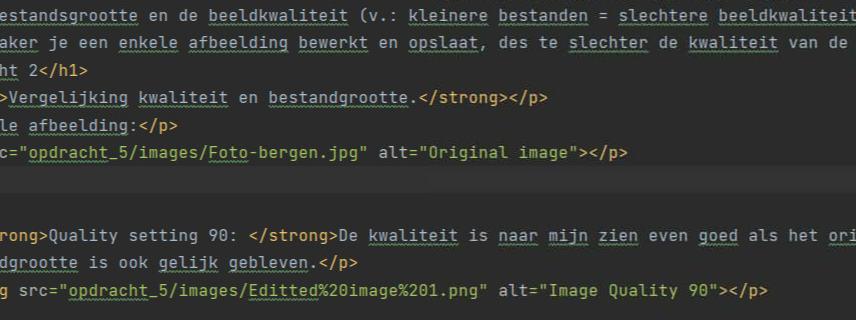 estandsgrootte en de beeldkwaliteit (v.: kleinere bestanden = slechtere beeldkwaliteit
aker je een enkele afbeelding bewerkt en opslaat, des te slechter de kwaliteit van de
ht 2</h1>
>Vergelijking kwaliteit en bestandgrootte.</strong></p>
le afbeelding:</p>
c="opdracht_5/images/Foto-bergen.jpg" alt="Original image"></p>
rong>Quality setting 90: </strong>De kwaliteit is naar mijn zien even goed als het ori
dgrootte is ook gelijk gebleven.</p>
g src="opdracht_5/images/Editted%20image%201.png" alt="Image Quality 90"></p>